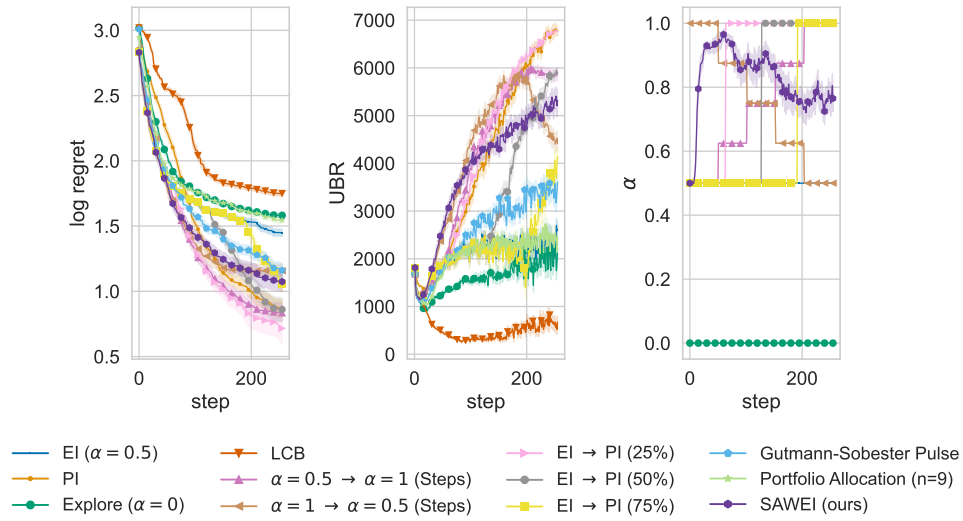 3.0
2.5
2.0
1.5
1.0
0.5
log regret
0
200
step
7000
6000
5000
4000
3000
2000
1000
0
UBR
0
200
step
1.0
0.8
0.6
0.4
0.2
0.0
α
0
200
step
EI (α = 0.5)
PI
Explore (α = 0)
LCB
α = 0.5 → α = 1 (Steps)
α = 1 → α = 0.5 (Steps)
EI → PI (25%)
EI → PI (50%)
EI → PI (75%)
Gutmann-Sobester Pulse
Portfolio Allocation (n=9)
SAWEI (ours)